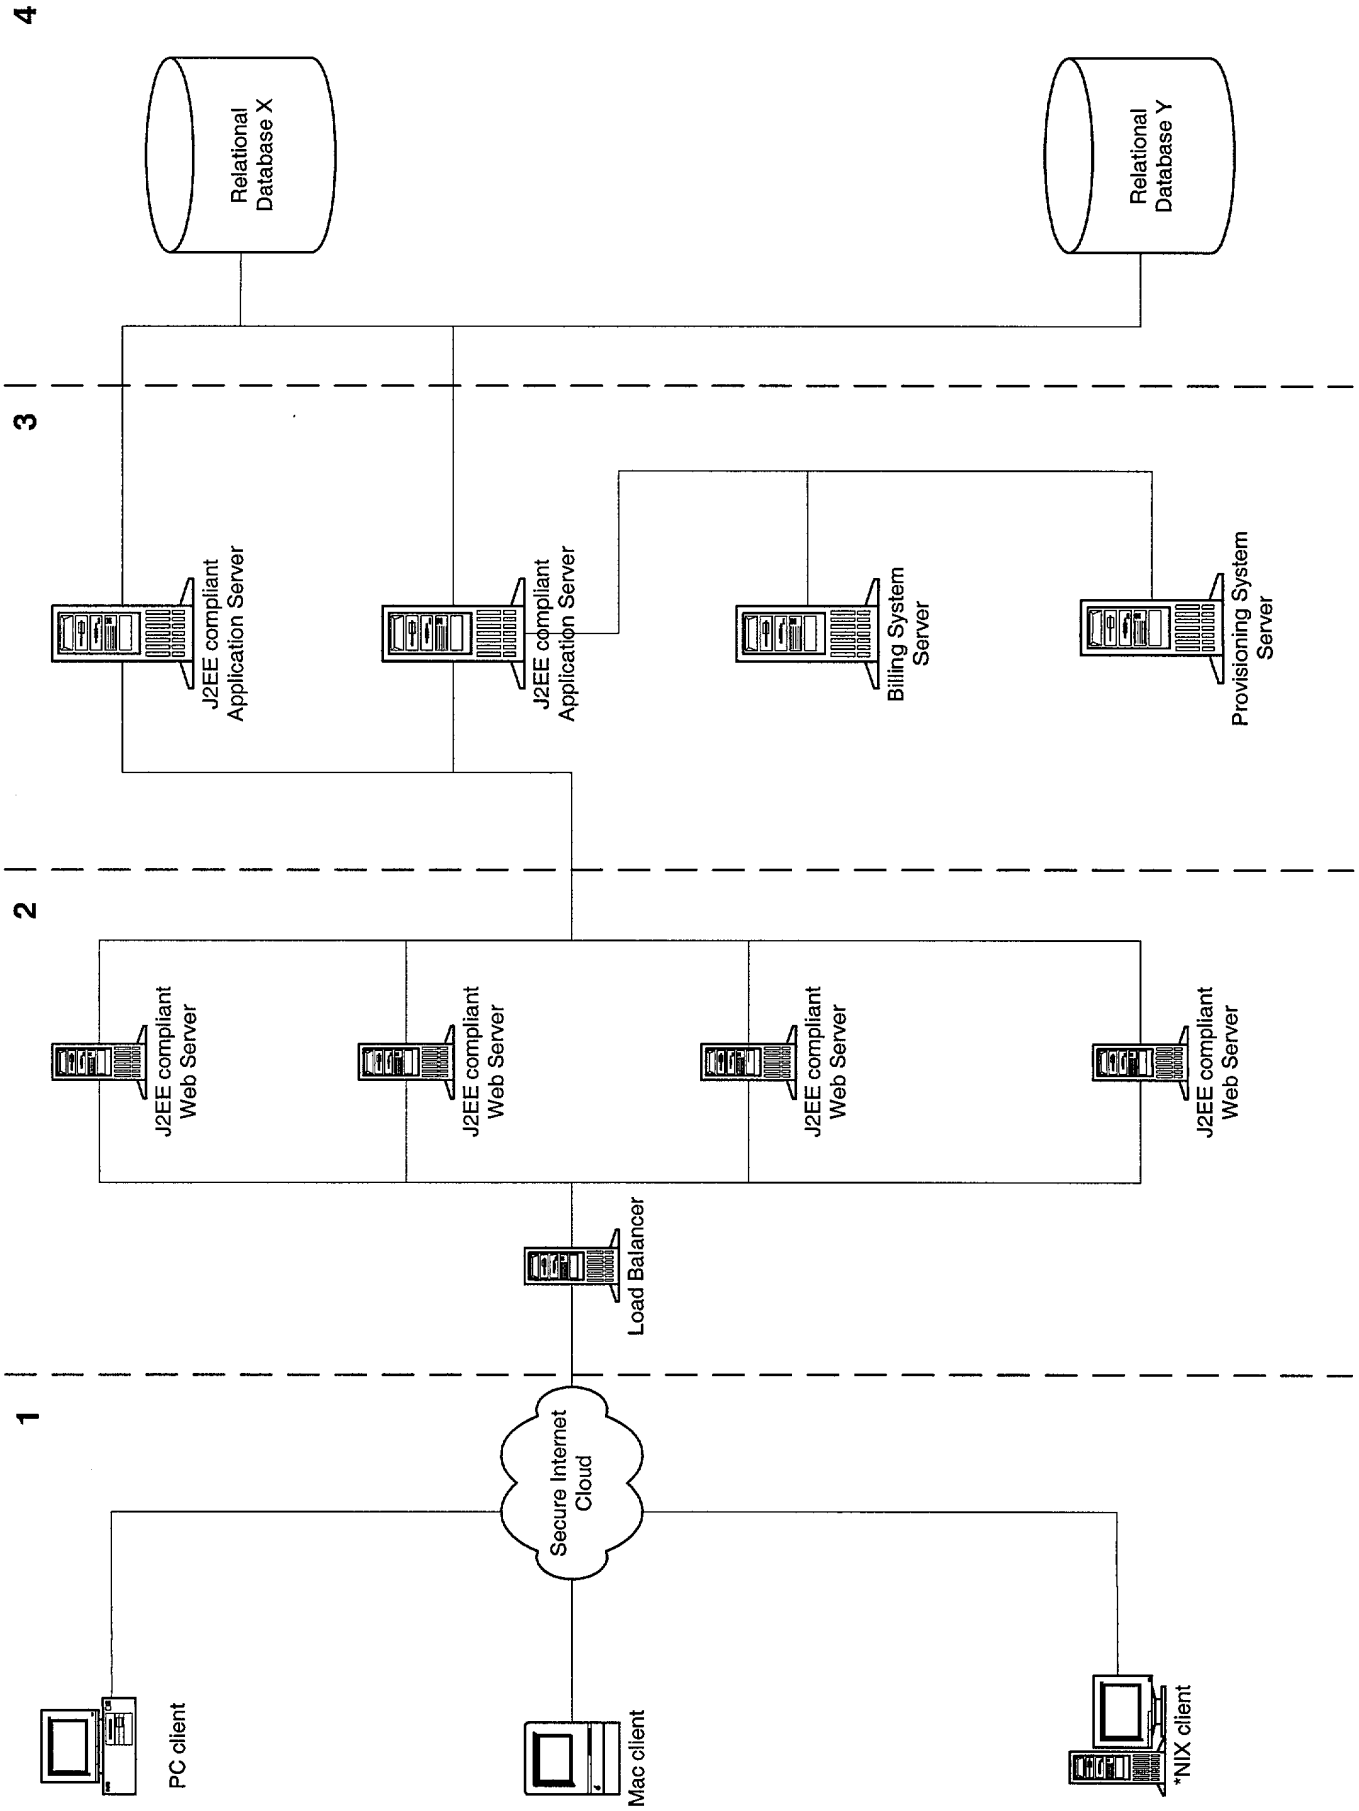 1
2
3
4
PC client
Mac client
*NIX client
Secure Internet
Cloud
Load Balancer
J2EE compliant
Web Server
J2EE compliant
Web Server
J2EE compliant
Web Server
J2EE compliant
Web Server
J2EE compliant
Application Server
J2EE compliant
Application Server
Billing System
Server
Provisioning System
Server
Relational
Database X
Relational
Database Y